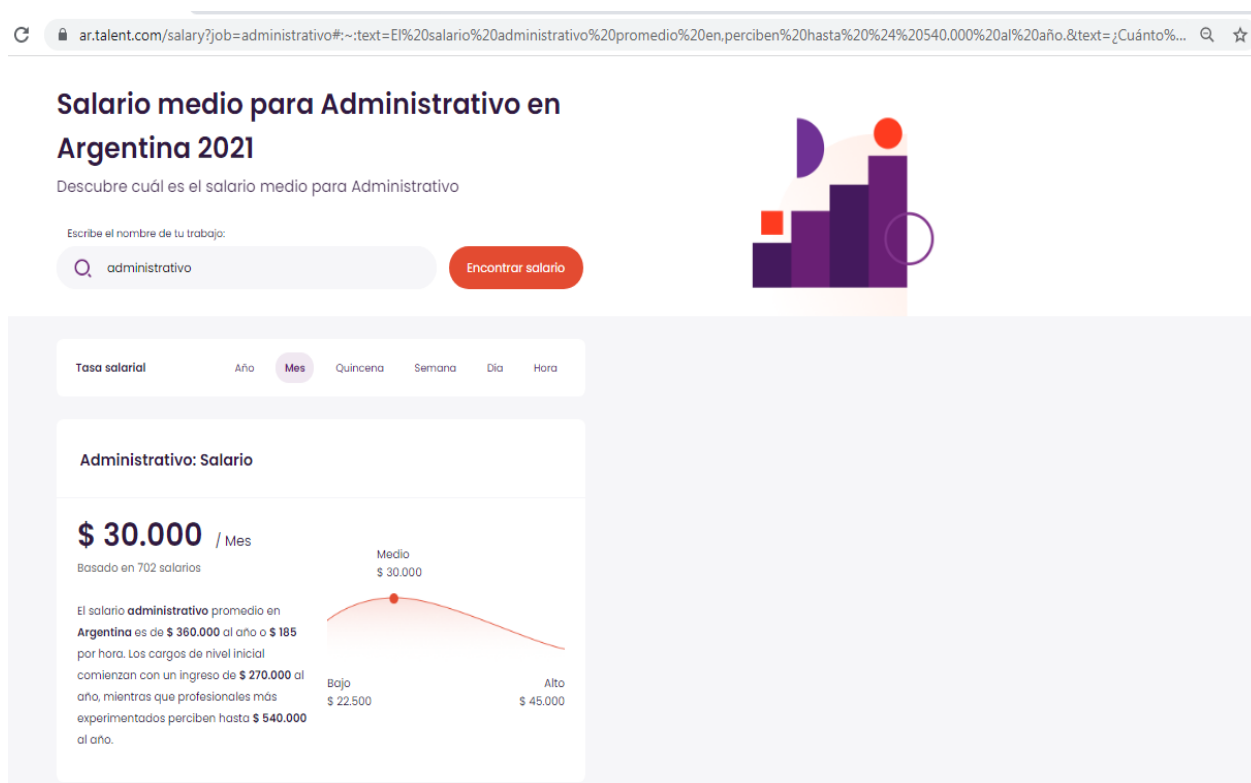 ar.talent.com/salary?job=administrativo#:~:text=El%20salario%20administrativo%20promedio%20en,perciben%20hasta%20%24%20540.000%20al%20año.&text=¿Cuánto%...
Salario medio para Administrativo en
Argentina 2021
Descubre cuál es el salario medio para Administrativo
Escribe el nombre de tu trabajo:
administrativo
Encontrar salario
Tasa salarial Año Mes Quincena Semana Día Hora
Administrativo: Salario
$ 30.000 / Mes
Basado en 702 salarios
El salario administrativo promedio en
Argentina es de $ 360.000 al año o $ 185
por hora. Los cargos de nivel inicial
comienzan con un ingreso de $ 270.000 al
año, mientras que profesionales más
experimentados perciben hasta $ 540.000
al año.
Medio
$ 30.000
Bajo
$ 22.500
Alto
$ 45.000